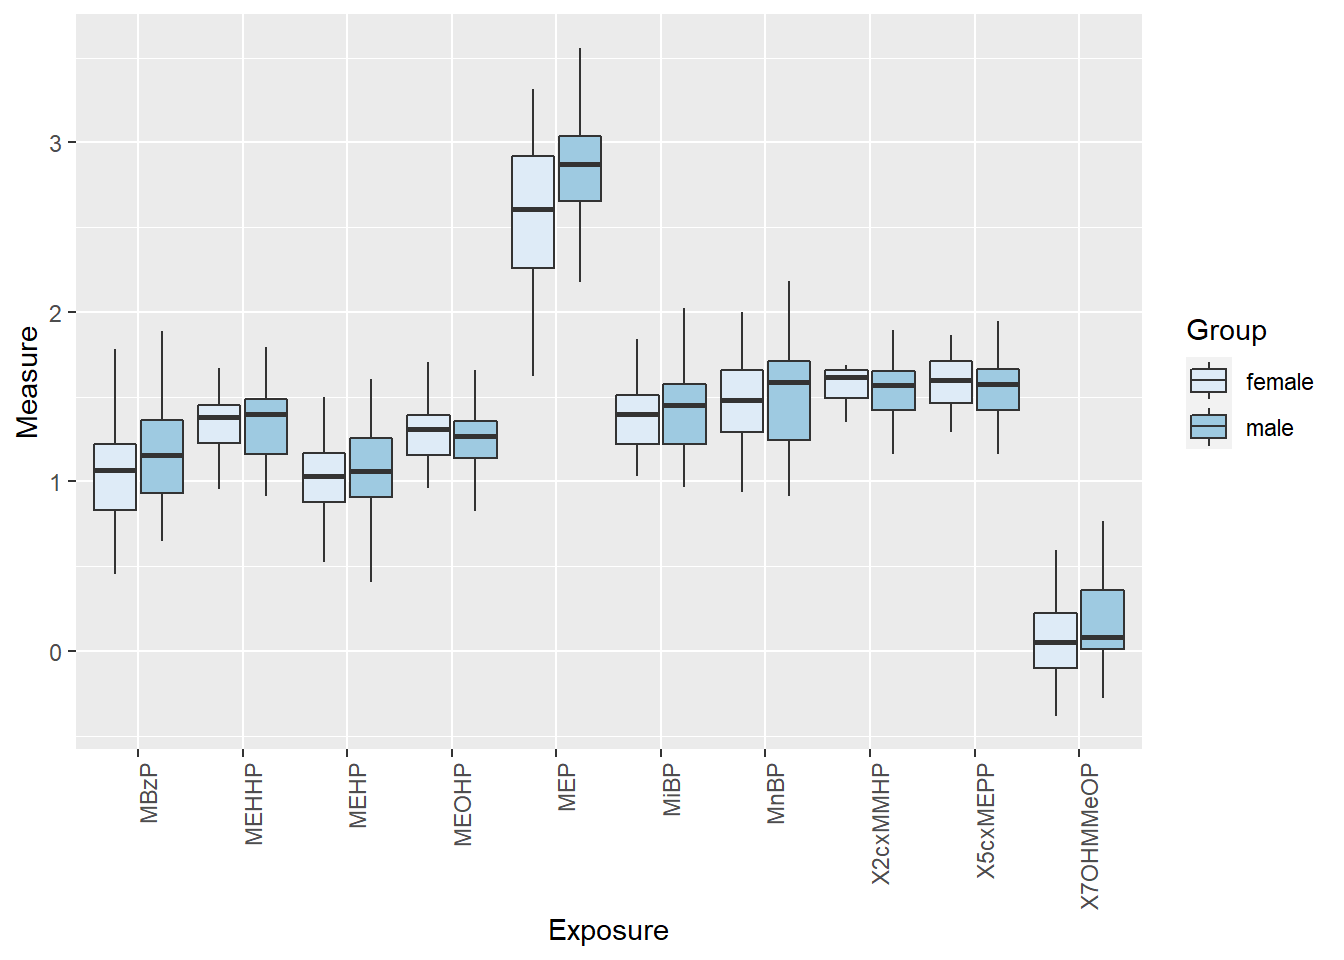 3
2
1
0
Measure
MBzP
MEHHP
MEHP
MEOHP
MEP
MiBP
MnBP
X2cxMMHP
X5cxMEPP
X7OHMMeOP
Exposure
Group
female
male